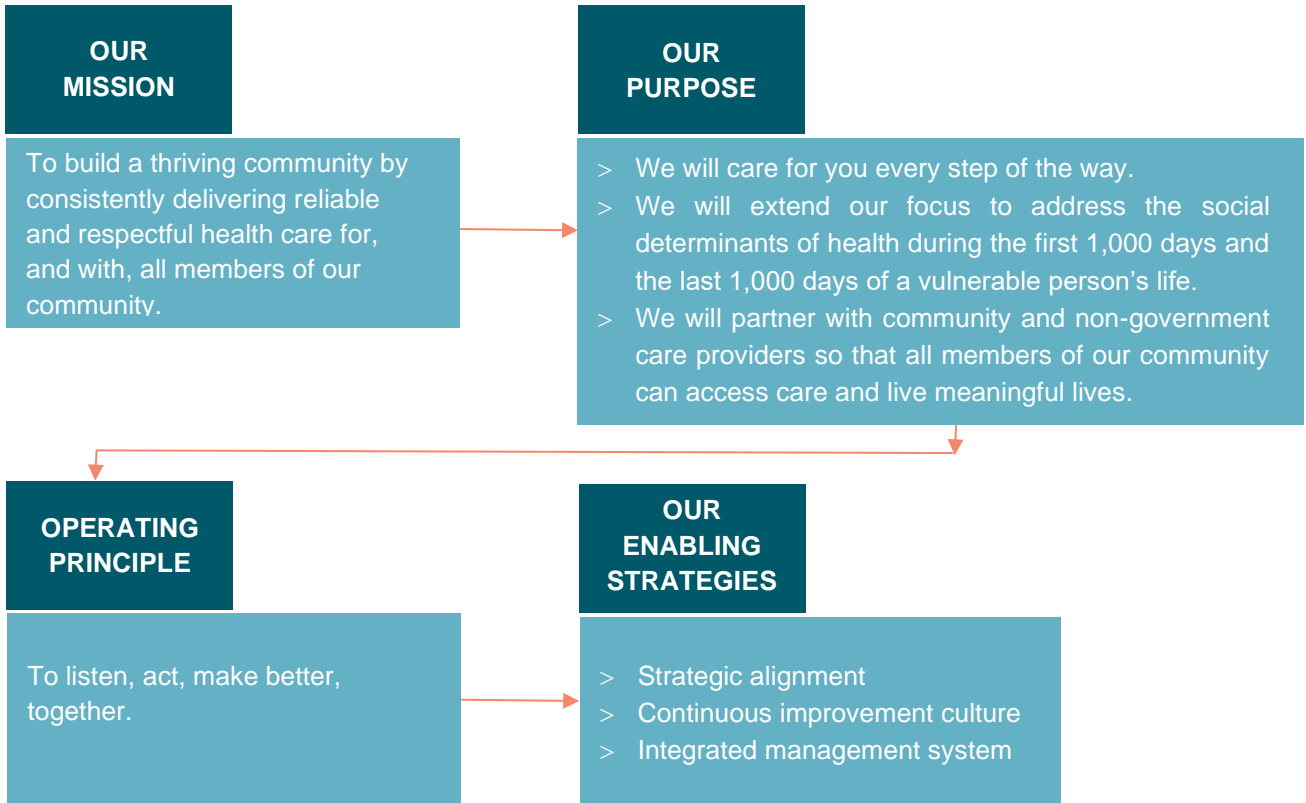 OUR
MISSION
To build a thriving community by
consistently delivering reliable
and respectful health care for,
and with, all members of our
community.
OUR
PURPOSE
> We will care for you every step of the way.
> We will extend our focus to address the social
determinants of health during the first 1,000 days and
the last 1,000 days of a vulnerable person's life.
> We will partner with community and non-government
care providers so that all members of our community
can access care and live meaningful lives.
OPERATING
PRINCIPLE
To listen, act, make better,
together.
OUR
ENABLING
STRATEGIES
> Strategic alignment
> Continuous improvement culture
> Integrated management system